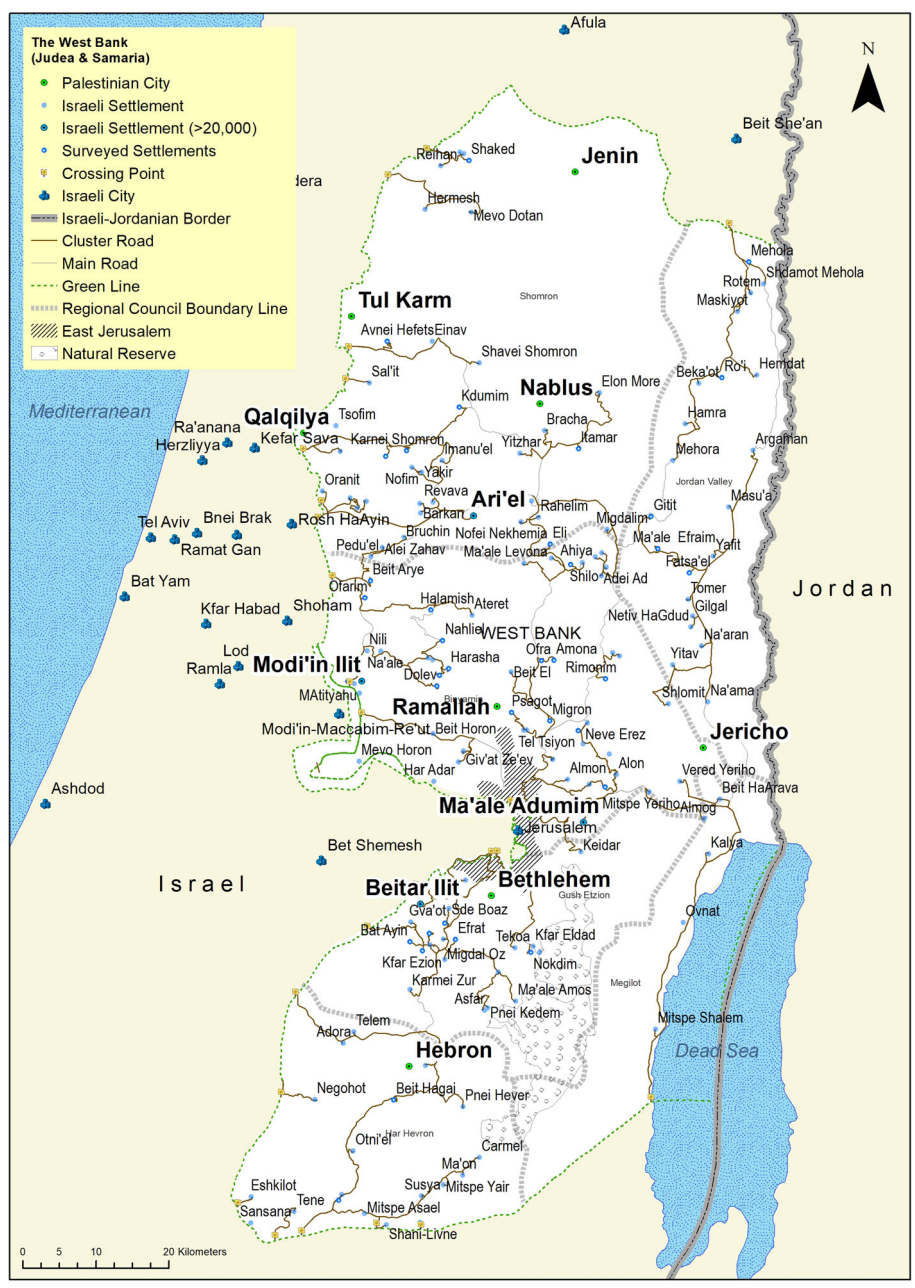 The West Bank
(Judea & Samaria)
Palestinian City
Israeli Settlement
Israeli Settlement (>20,000)
Surveyed Settlements
Crossing Point
Israeli City
Israeli-Jordanian Border
Cluster Road
Main Road
Green Line
Regional Council Boundary Line
East Jerusalem
Natural Reserve
Afula
N
Beit She'an
dera
Reihan
Shaked
Jenin
Hermesh
Mevo Dotan
Mehola
Shdamot Mehola
Rotem
Maskiyot
Shomron
Tul Karm
Avnei Hefets
Einav
Shavei Shomron
Sal'it
Beka'ot
Ro'i
Hemdat
Nablus
Elon More
Kdumim
Mediterranean
Qalqilya
Tsofim
Bracha
Hamra
Ra'anana
Herzliyya
Kefar Sava
Karnei Shomron
Yitzhar
Itamar
Argaman
Imanu'el
Mehora
Nofim
Yakir
Oranit
Jordan Valley
Revava
Ari'el
Masu'a
Barkan
Rahelim
Gitit
Tel Aviv
Bnei Brak
Rosh HaAyin
Ramat Gan
Bruchin
Nofei Nekhemia
Eli
Migdalim
Pedu'el
Alei Zahav
Ma'ale Levona
Ahiya
Ma'ale Efraim
Yafit
Fatsa'el
Beit Arye
Shilo
Adei Ad
Bat Yam
Ofarim
Tomer
Jordan
Kfar Habad
Shoham
Halamish
Ateret
Netiv HaGdud
Gilgal
Nahliel
WEST BANK
Na'aran
Nili
Ofra
Amona
Lod
Modi'in Ilit
Na'ale
Harasha
Rimonim
Yitav
Ramla
Dolev
Beit El
MAtityahu
Binyamin
Shlomit
Na'ama
Ramallah
Psagot
Migron
Modi'in-Maccabim-Re'ut
Beit Horon
Jericho
Tel Tsiyon
Neve Erez
Mevo Horon
Giv'at Ze'ev
Har Adar
Almon
Alon
Vered Yeriho
Ashdod
Beit HaArava
Ma'ale Adumim
Mitspe Yeriho
Almog
Jerusalem
Bet Shemesh
Keidar
Kalya
Israel
Beitar Ilit
Bethlehem
Gush Etzion
Gva'ot
Sde Boaz
Ovnat
Bat Ayin
Efrat
Tekoa
Kfar Eldad
Kfar Ezion
Migdal Oz
Nokdim
Karmei Zur
Megilot
Asfar
Ma'ale Amos
Pnei Kedem
Telem
Mitspe Shalem
Adora
Hebron
Dead Sea
Negohot
Beit Hagai
Pnei Hever
Otni'el
Har Hevron
Carmel
Ma'on
Eshkilot
Susya
Mitspe Yair
Sansana
Tene
Mitspe Asael
Shani-Livne
0 5 10 20 Kilometers